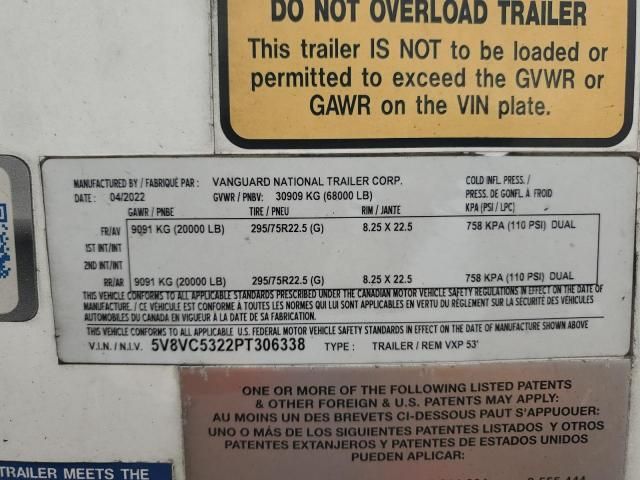 DO NOT OVERLOAD TRAILER
This trailer IS NOT to be loaded or
permitted to exceed the GVWR or
GAWR on the VIN plate.
MANUFACTURED BY / FABRIQUÉ PAR : VANGUARD NATIONAL TRAILER CORP.
DATE : 04/2022 GVWR / PNBV: 30909 KG (68000 LB)
COLD INFL. PRESS./
PRESS. DE GONFL. À FROID
KPA (PSI / LPC)
GAWR / PNBE TIRE / PNEU RIM / JANTE
FR/AV 9091 KG (20000 LB) 295/75R22.5 (G) 8.25 X 22.5 758 KPA (110 PSI) DUAL
1ST INT/INT
2ND INT/INT
RR/AR 9091 KG (20000 LB) 295/75R22.5 (G) 8.25 X 22.5 758 KPA (110 PSI) DUAL
THIS VEHICLE CONFORMS TO ALL APPLICABLE STANDARDS PRESCRIBED UNDER THE CANADIAN MOTOR VEHICLE SAFETY REGULATIONS IN EFFECT ON THE DATE OF
MANUFACTURE. / CE VÉHICULE EST CONFORME À TOUTES LES NORMES QUI LUI SONT APPLICABLES EN VERTU DU RÈGLEMENT SUR LA SÉCURITÉ DES VÉHICULES
AUTOMOBILES DU CANADA EN VIGUEUR À LA DATE DE SA FABRICATION
THIS VEHICLE CONFORMS TO ALL APPLICABLE U.S. FEDERAL MOTOR VEHICLE SAFETY STANDARDS IN EFFECT ON THE DATE OF MANUFACTURE SHOWN ABOVE
V.I.N. / N.I.V. 5V8VC5322PT306338 TYPE : TRAILER / REM VXP 53'
ONE OR MORE OF THE FOLLOWING LISTED PATENTS
& OTHER FOREIGN & U.S. PATENTS MAY APPLY:
AU MOINS UN DES BREVETS CI-DESSOUS PAUT S'APPUOUER:
UNO O MÁS DE LOS SIGUIENTES PATENTES LISTADOS Y OTROS
PATENTES EXTANJEROS Y PATENTES DE ESTADOS UNIDOS
PUEDEN APLICAR:
TRAILER MEETS THE